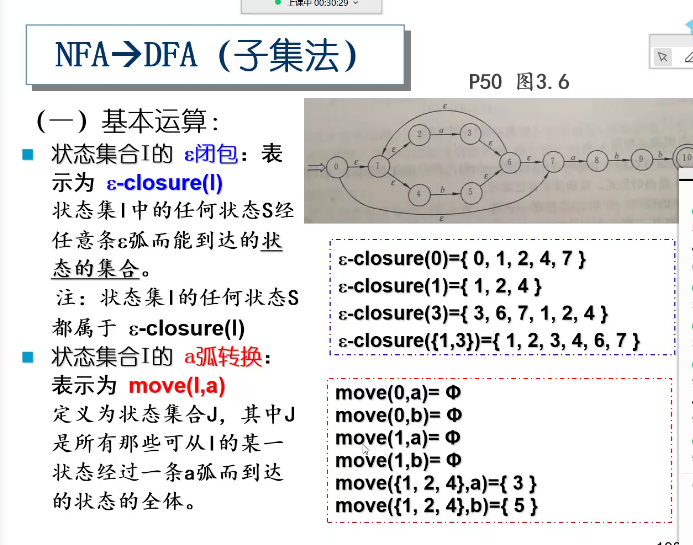 上课中 00:30:29
NFA→DFA（子集法）
P50 图3.6
（一）基本运算：
状态集合I的 ε闭包：表
示为 ε-closure(I)
状态集I中的任何状态S经
任意条ε弧而能到达的状
态的集合。
注：状态集I的任何状态S
都属于 ε-closure(I)
状态集合I的 a弧转换：
表示为 move(I,a)
定义为状态集合J，其中J
是所有那些可从I的某一
状态经过一条a弧而到达
的状态的全体。
ε
2 a 3
ε ε
0 ε 1 6 ε 7 a 8 b 9 b 10
ε ε
4 b 5
ε
ε-closure(0)={ 0, 1, 2, 4, 7 }
ε-closure(1)={ 1, 2, 4 }
ε-closure(3)={ 3, 6, 7, 1, 2, 4 }
ε-closure({1,3})={ 1, 2, 3, 4, 6, 7 }
move(0,a)= Φ
move(0,b)= Φ
move(1,a)= Φ
move(1,b)= Φ
move({1, 2, 4},a)={ 3 }
move({1, 2, 4},b)={ 5 }